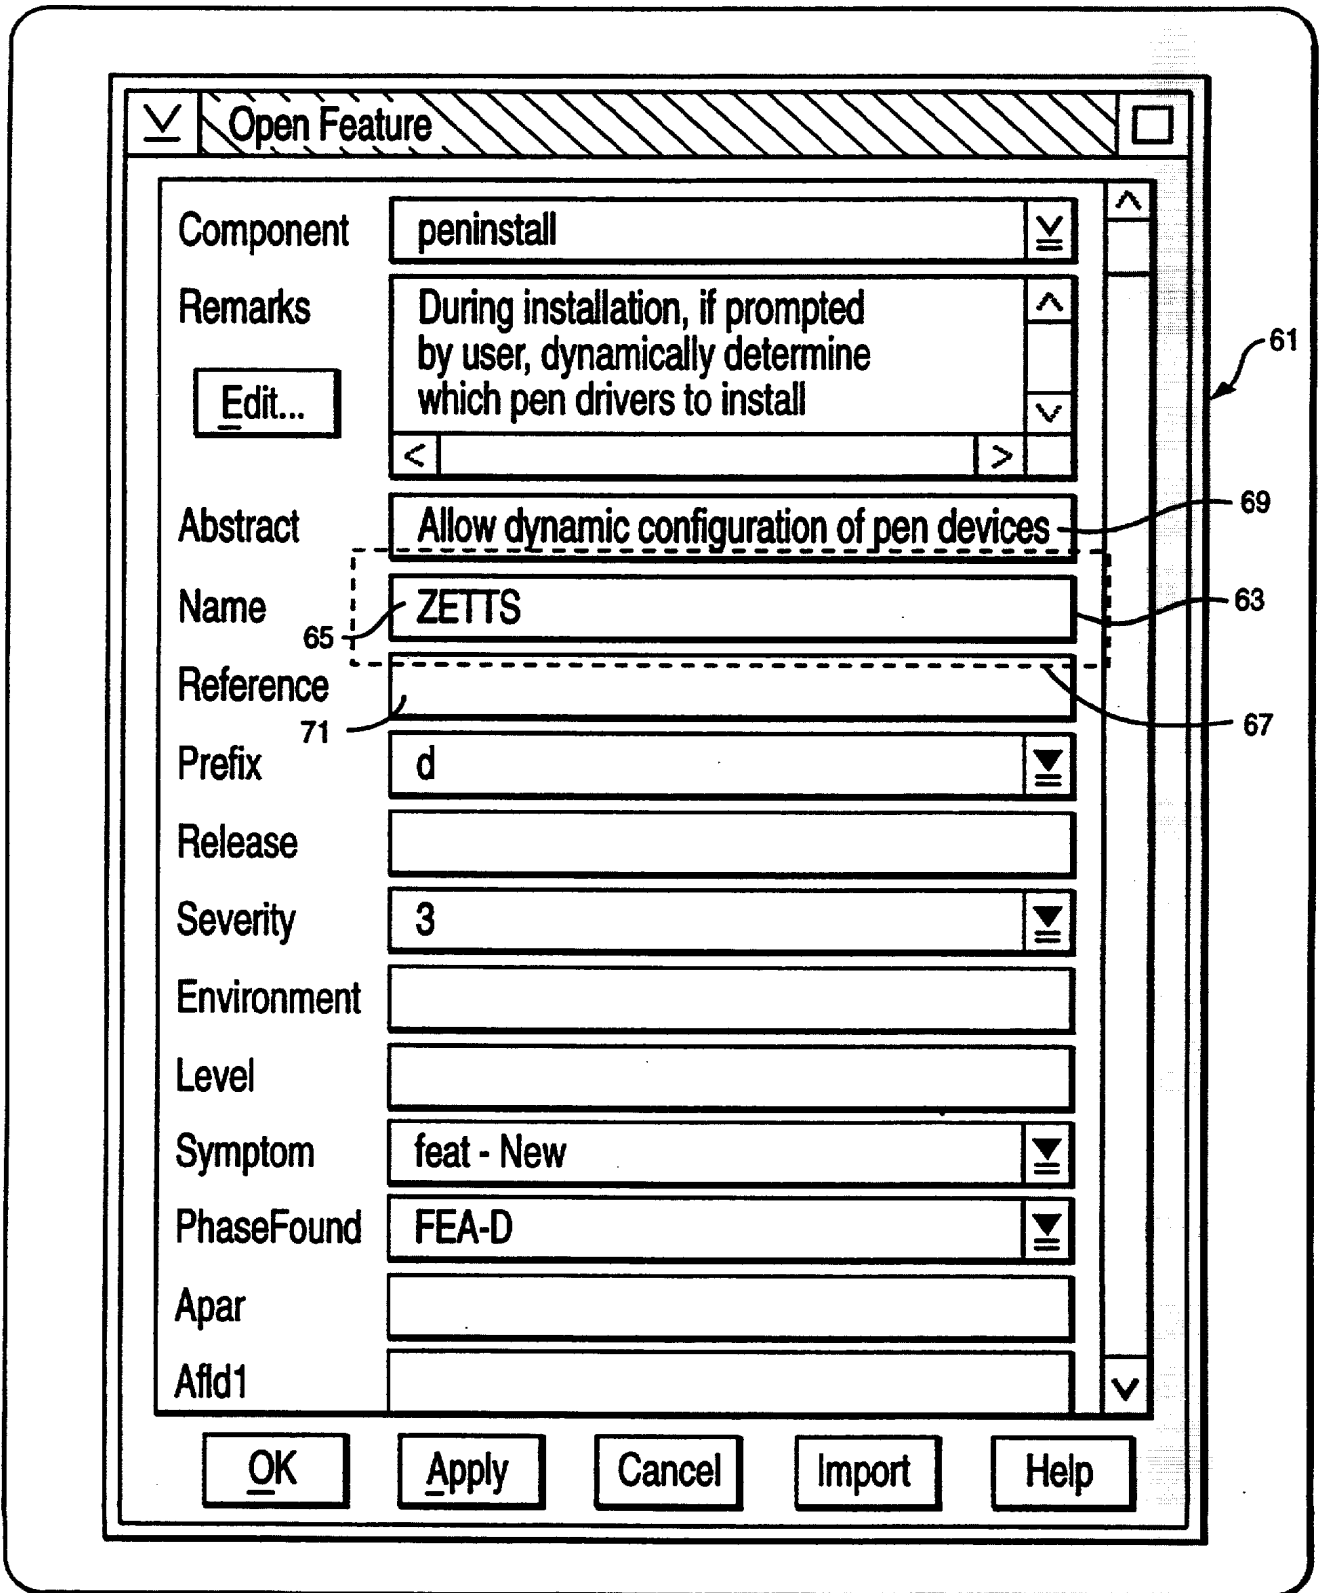 Open Feature
Component
peninstall
Remarks
During installation, if prompted
by user, dynamically determine
which pen drivers to install
Edit...
61
Abstract
Allow dynamic configuration of pen devices
69
Name
ZETTS
63
65
Reference
71
67
Prefix
d
Release
Severity
3
Environment
Level
Symptom
feat - New
PhaseFound
FEA-D
Apar
Afld1
OK
Apply
Cancel
Import
Help